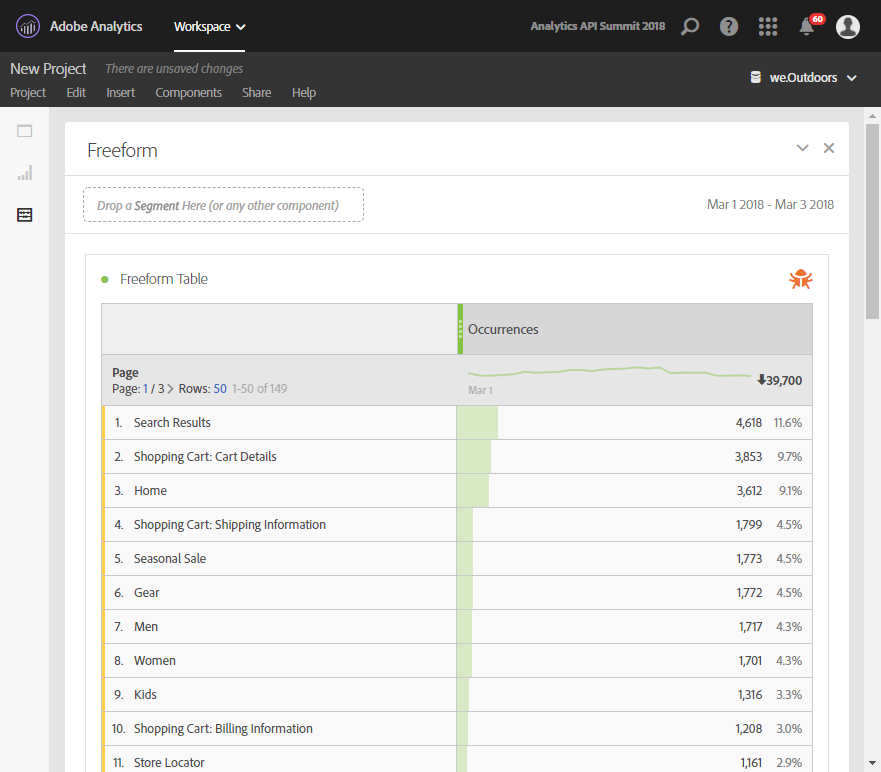 Adobe Analytics Workspace Analytics API Summit 2018 60
New Project There are unsaved changes
we.Outdoors
Project Edit Insert Components Share Help
Freeform
Drop a Segment Here (or any other component) Mar 1 2018 - Mar 3 2018
Freeform Table
Occurrences
Page
Page: 1 / 3 > Rows: 50 1-50 of 149
Mar 1
39,700
1. Search Results 4,618 11.6%
2. Shopping Cart: Cart Details 3,853 9.7%
3. Home 3,612 9.1%
4. Shopping Cart: Shipping Information 1,799 4.5%
5. Seasonal Sale 1,773 4.5%
6. Gear 1,772 4.5%
7. Men 1,717 4.3%
8. Women 1,701 4.3%
9. Kids 1,316 3.3%
10. Shopping Cart: Billing Information 1,208 3.0%
11. Store Locator 1,161 2.9%